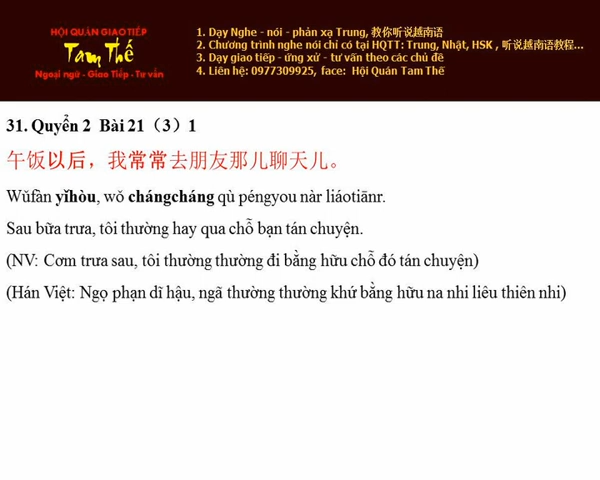 HỘI QUÁN GIAO TIẾP
Tam Thế
Ngoại ngữ - Giao Tiếp - Tư vấn
1. Dạy Nghe - nói - phản xạ Trung, 教你听说越南语
2. Chương trình nghe nói chỉ có tại HQTT: Trung, Nhật, HSK , 听说越南语教程...
3. Dạy giao tiếp - ứng xử - tư vấn theo các chủ đề
4. Liên hệ: 0977309925, face: Hội Quán Tam Thế
31. Quyển 2 Bài 21（3）1
午饭以后，我常常去朋友那儿聊天儿。
Wǔfàn yǐhòu, wǒ chángcháng qù péngyou nàr liáotiānr.
Sau bữa trưa, tôi thường hay qua chỗ bạn tán chuyện.
(NV: Cơm trưa sau, tôi thường thường đi bằng hữu chỗ đó tán chuyện)
(Hán Việt: Ngọ phạn dĩ hậu, ngã thường thường khứ bằng hữu na nhi liêu thiên nhi)